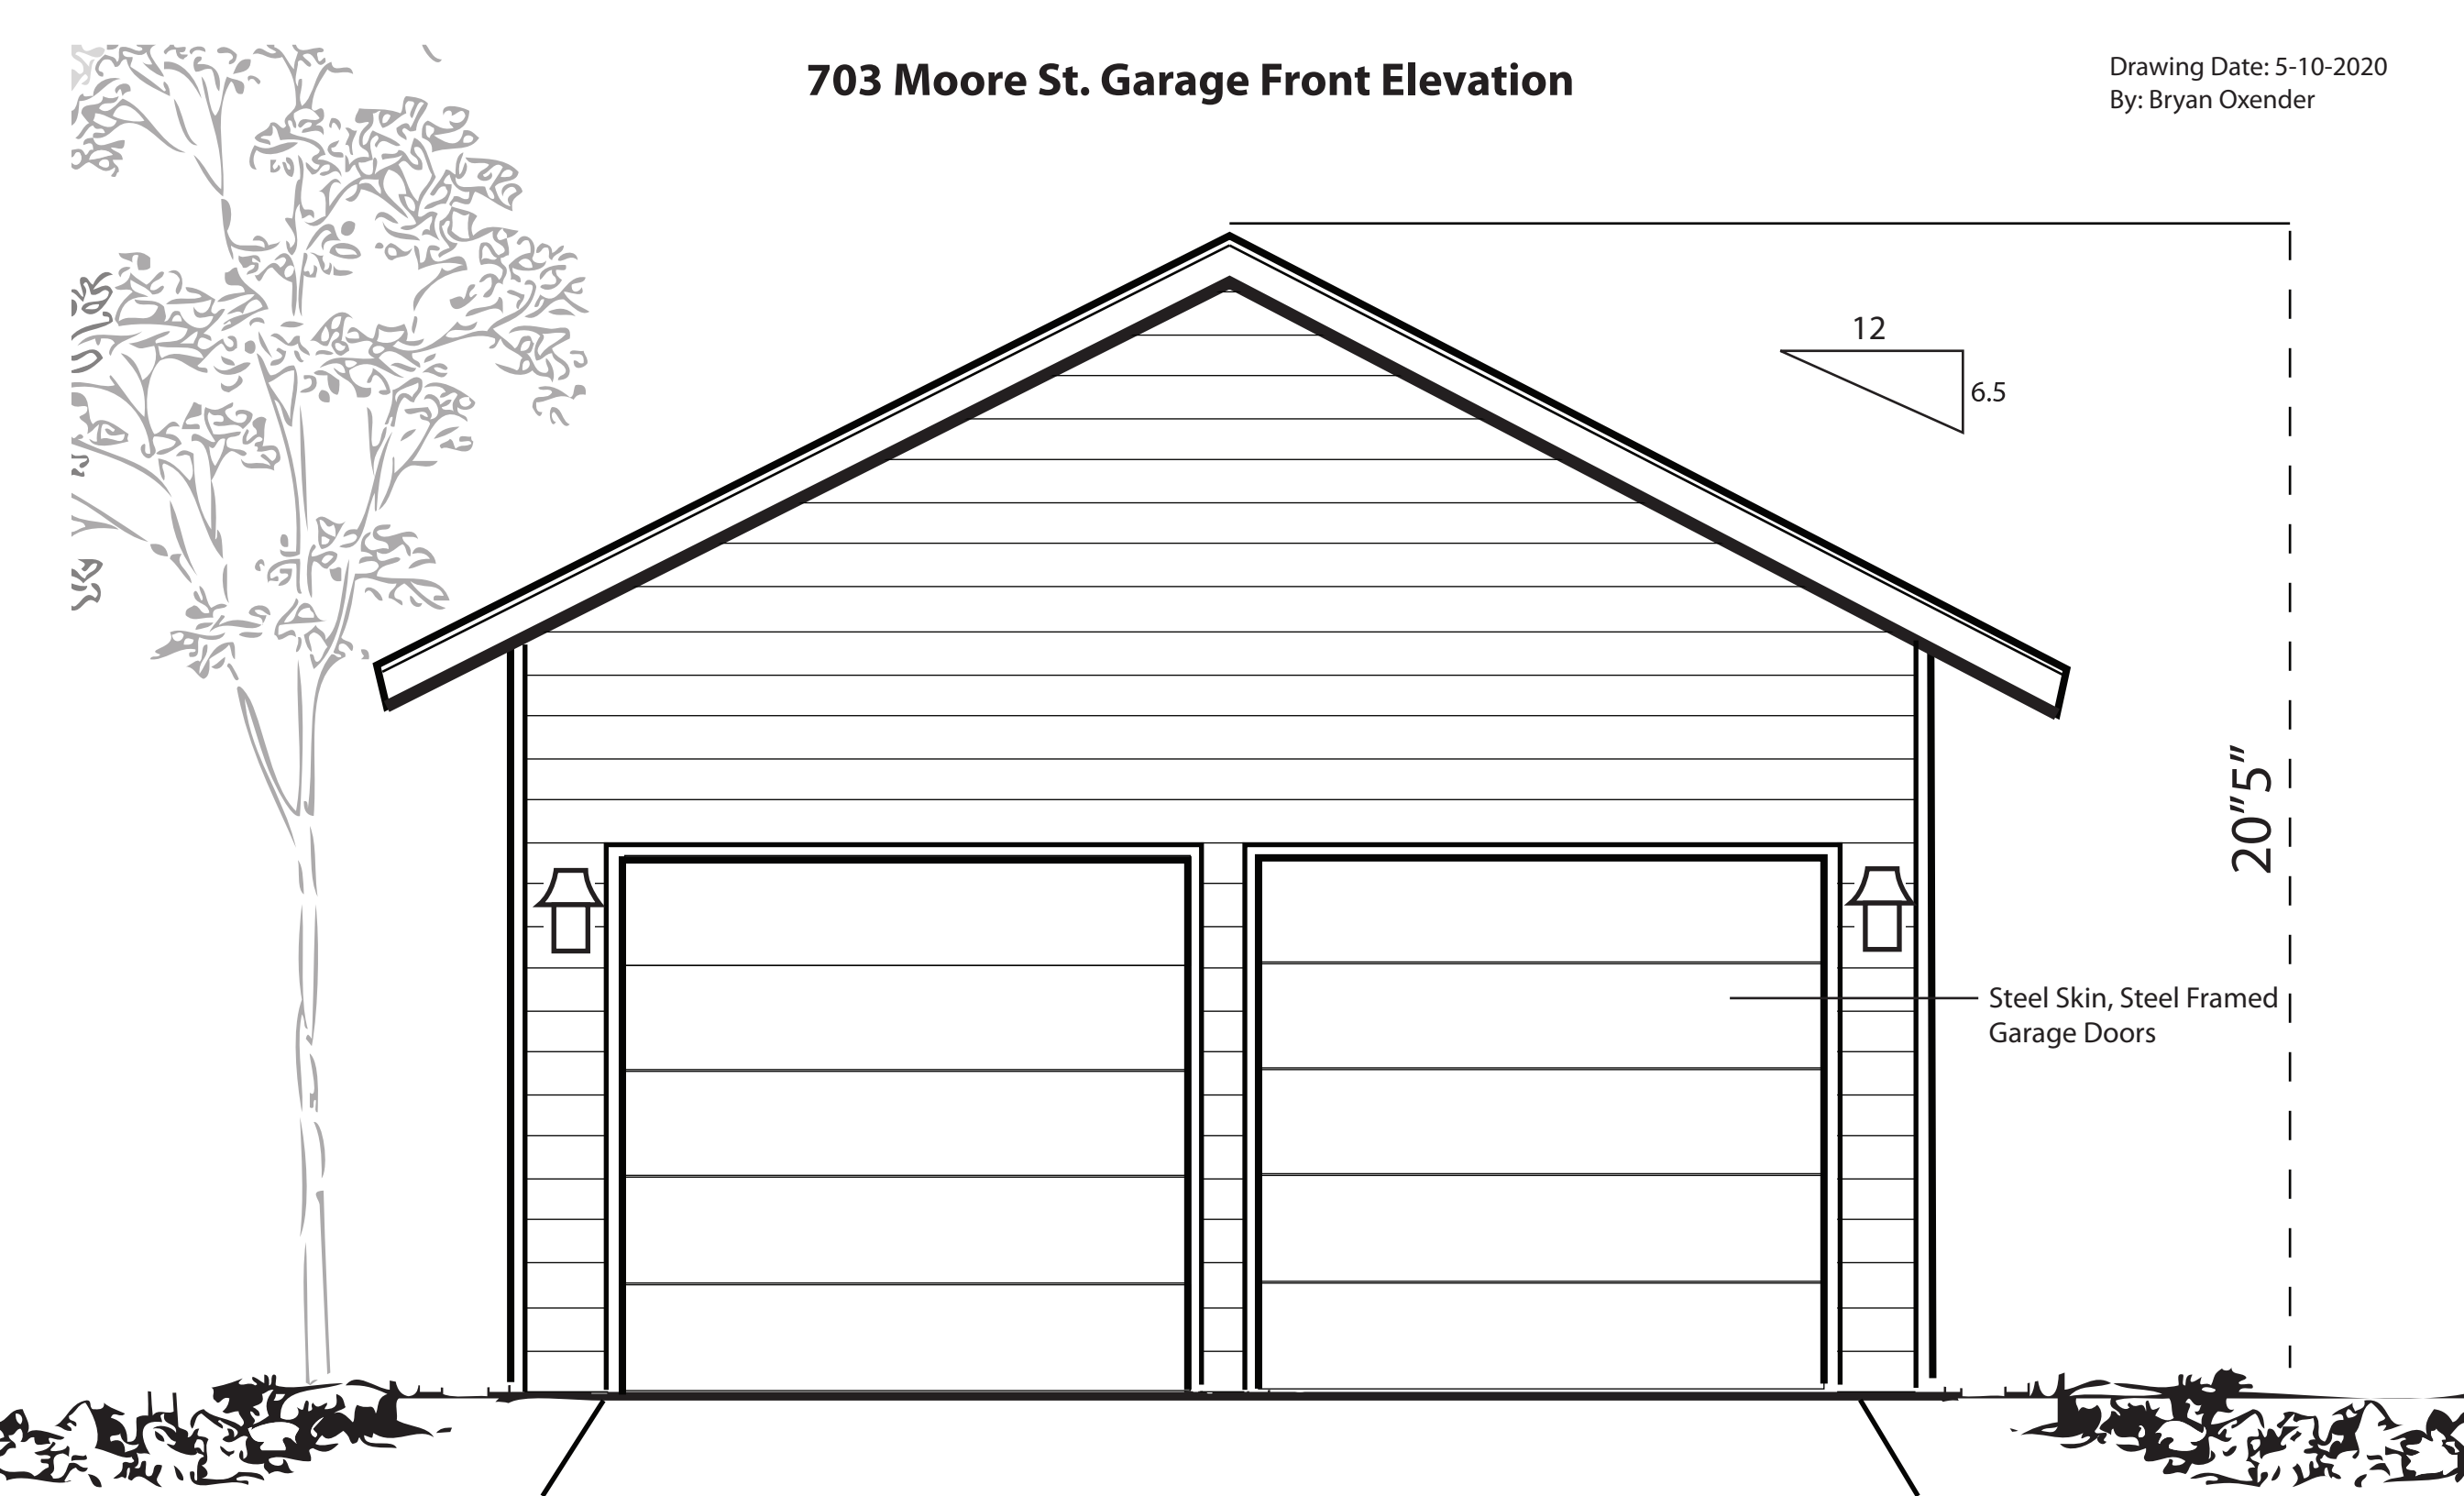 703 Moore St. Garage Front Elevation
Drawing Date: 5-10-2020
By: Bryan Oxender
12
6.5
20”5”
Steel Skin, Steel Framed
Garage Doors